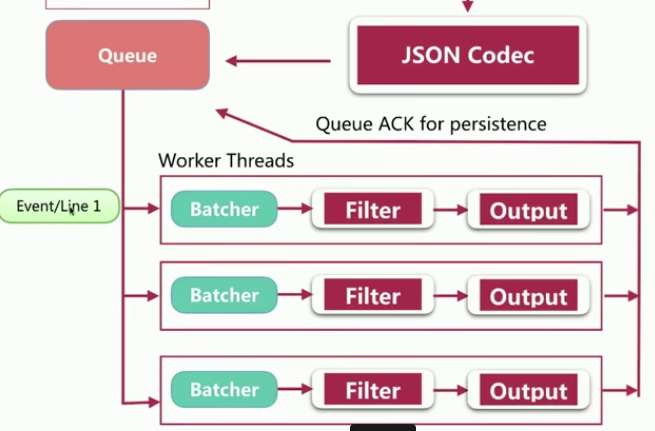 Queue
JSON Codec
Queue ACK for persistence
Worker Threads
Event/Line 1
Batcher
Filter
Output
Batcher
Filter
Output
Batcher
Filter
Output